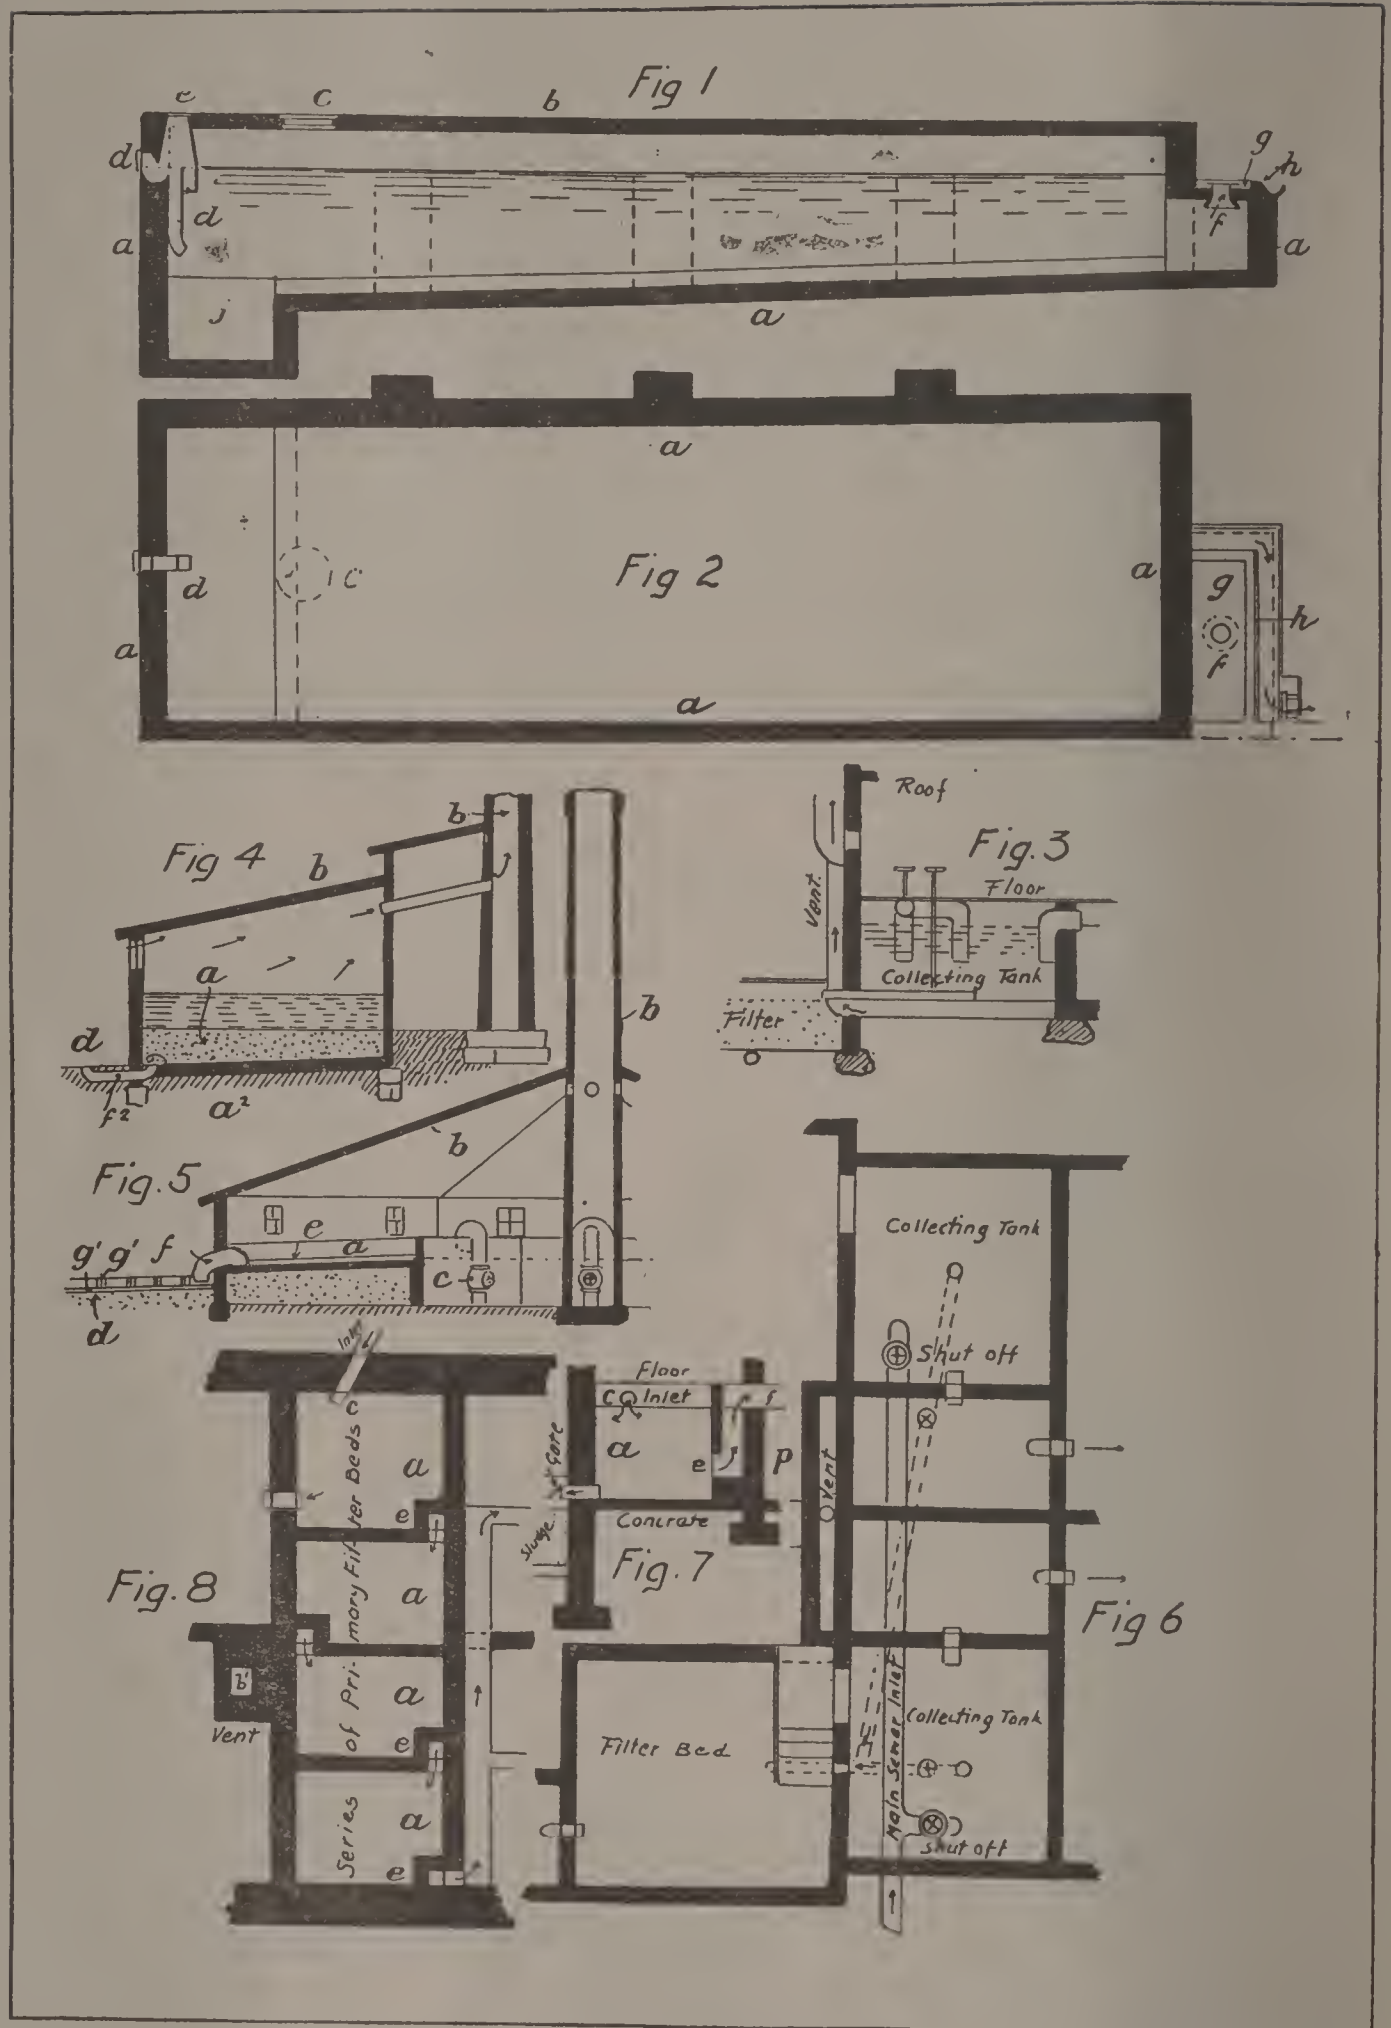 Fig 1
e
c
b
d
d
a
g
h
f
a
j
a
a
Fig 2
d
c
a
a
a
g
f
h
Fig 4
b
b
a
d
f2
a2
Roof
Fig. 3
Floor
Vent.
Collecting Tank
Filter
b
b
Fig. 5
g' g' f
e
a
c
d
Inlet
c
Series of Primary Filter Beds
a
e
a
a
e
a
e
Fig. 8
b'
Vent
Floor
c Inlet
f
Gate
a
e
p
Concrate
Sludge
Fig. 7
Collecting Tank
Shut off
Vent
Fig 6
Collecting Tank
Main Sewer Inlet
Shut off
Filter Bed